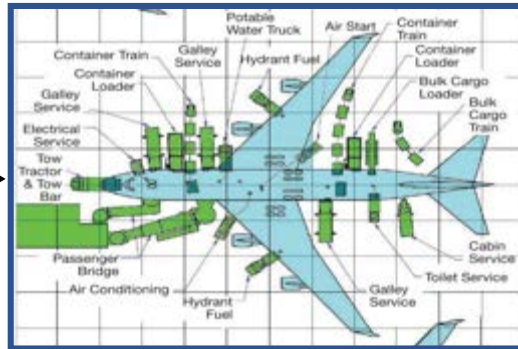 Potable
Water Truck
Air Start
Container
Train
Container Train
Galley
Service
Hydrant Fuel
Container
Loader
Container
Loader
Galley
Service
Bulk Cargo
Loader
Bulk
Cargo
Train
Electrical
Service
Tow
Tractor
& Tow
Bar
Passenger
Bridge
Cabin
Service
Air Conditioning
Toilet Service
Hydrant
Fuel
Galley
Service